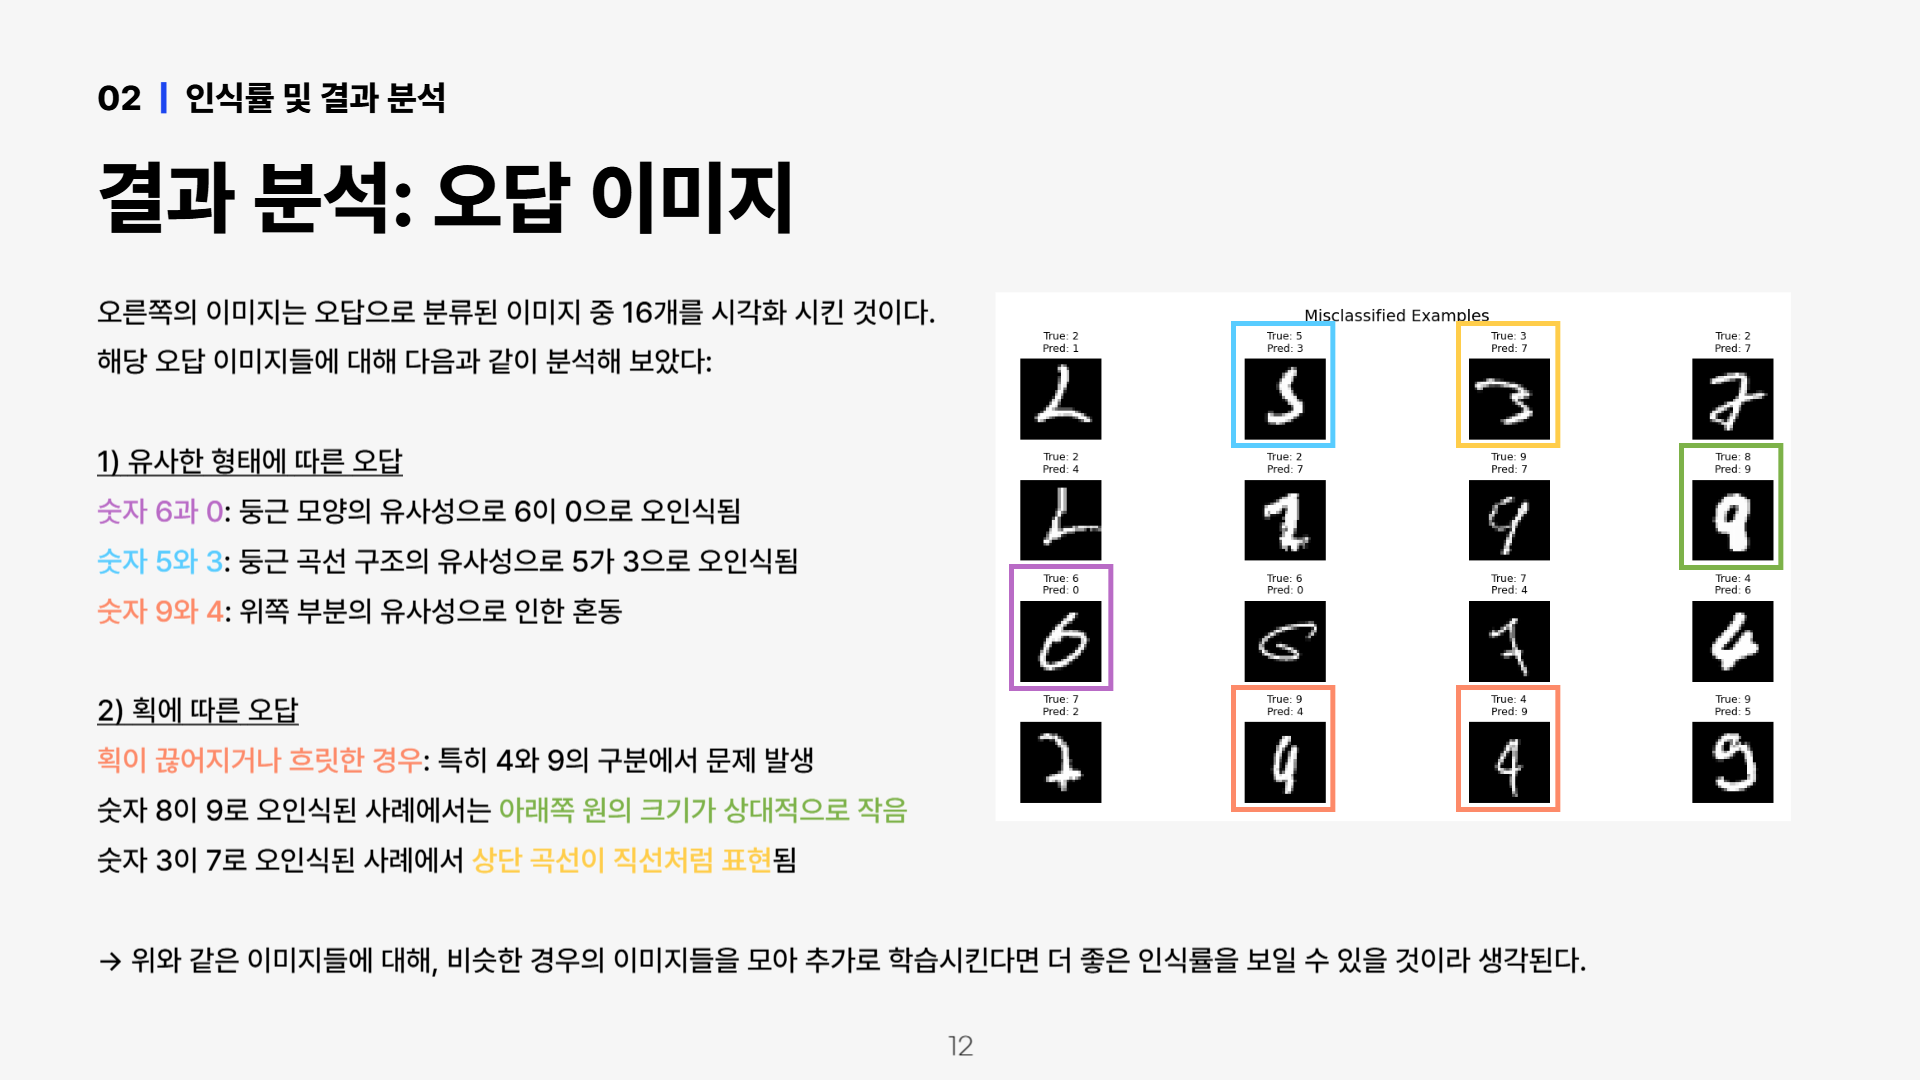 02 | 인식률 및 결과 분석
결과 분석: 오답 이미지
오른쪽의 이미지는 오답으로 분류된 이미지 중 16개를 시각화 시킨 것이다.
해당 오답 이미지들에 대해 다음과 같이 분석해 보았다:
1) 유사한 형태에 따른 오답
숫자 6과 0: 둥근 모양의 유사성으로 6이 0으로 오인식됨
숫자 5와 3: 둥근 곡선 구조의 유사성으로 5가 3으로 오인식됨
숫자 9와 4: 위쪽 부분의 유사성으로 인한 혼동
2) 획에 따른 오답
획이 끊어지거나 흐릿한 경우: 특히 4와 9의 구분에서 문제 발생
숫자 8이 9로 오인식된 사례에서는 아래쪽 원의 크기가 상대적으로 작음
숫자 3이 7로 오인식된 사례에서 상단 곡선이 직선처럼 표현됨
Misclassified Examples
True: 2 True: 5 True: 3 True: 2
Pred: 1 Pred: 3 Pred: 7 Pred: 7
True: 2 True: 2 True: 9 True: 8
Pred: 4 Pred: 7 Pred: 7 Pred: 9
True: 6 True: 6 True: 7 True: 4
Pred: 0 Pred: 0 Pred: 4 Pred: 6
True: 7 True: 9 True: 4 True: 9
Pred: 2 Pred: 4 Pred: 9 Pred: 5
→ 위와 같은 이미지들에 대해, 비슷한 경우의 이미지들을 모아 추가로 학습시킨다면 더 좋은 인식률을 보일 수 있을 것이라 생각된다.
12